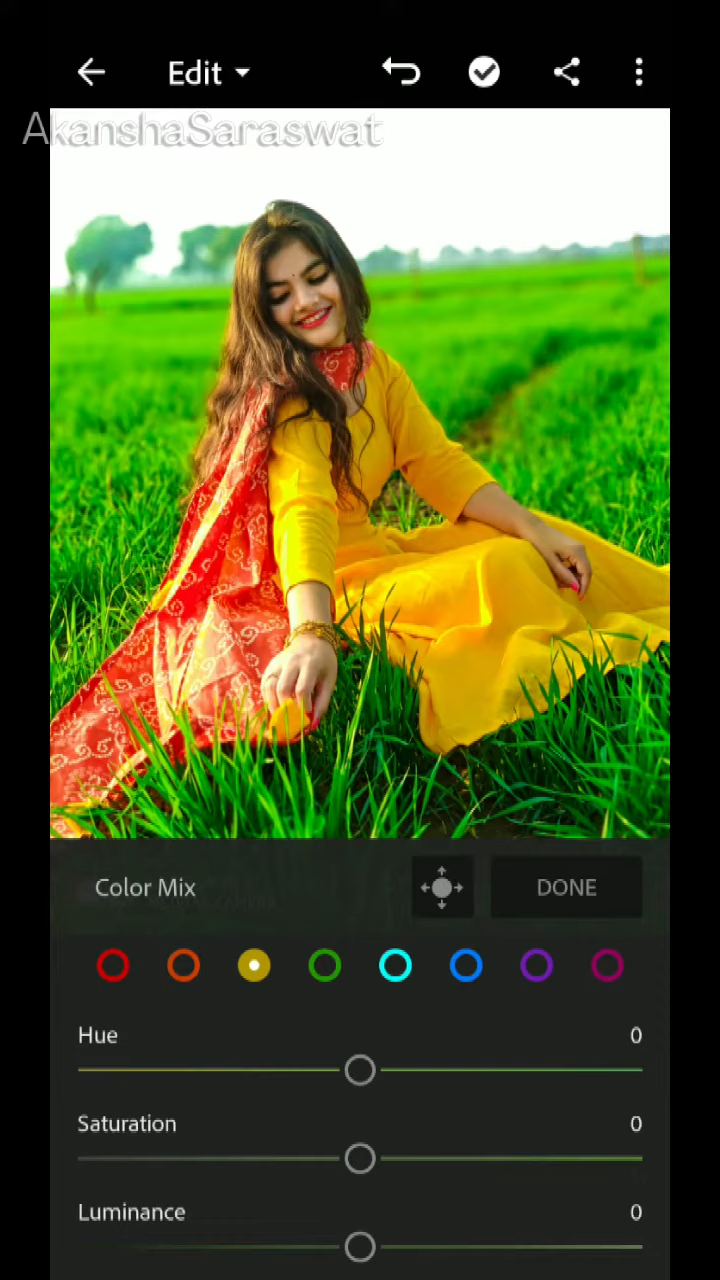 Edit
AkanshaSaraswat
Color Mix
DONE
Hue 0
Saturation 0
Luminance 0